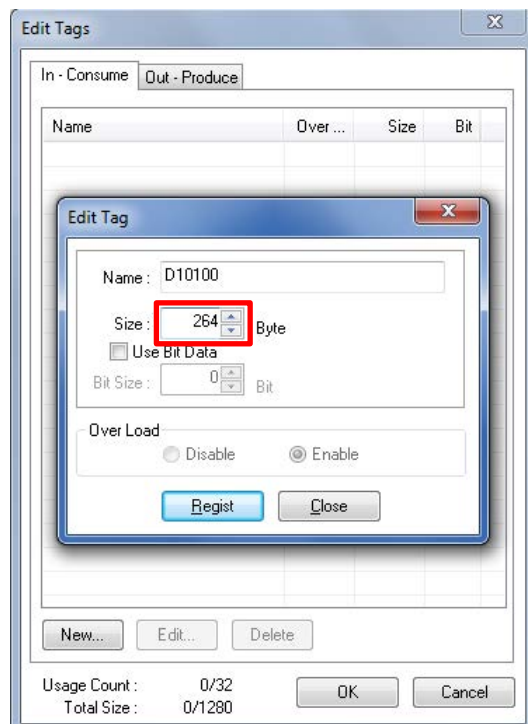 Edit Tags
In - Consume Out - Produce
Name Over ... Size Bit
Edit Tag
Name : D10100
Size : 264 Byte
Use Bit Data
Bit Size : 0 Bit
Over Load
Disable Enable
Regist Close
New... Edit... Delete
Usage Count : 0/32 OK Cancel
Total Size : 0/1280